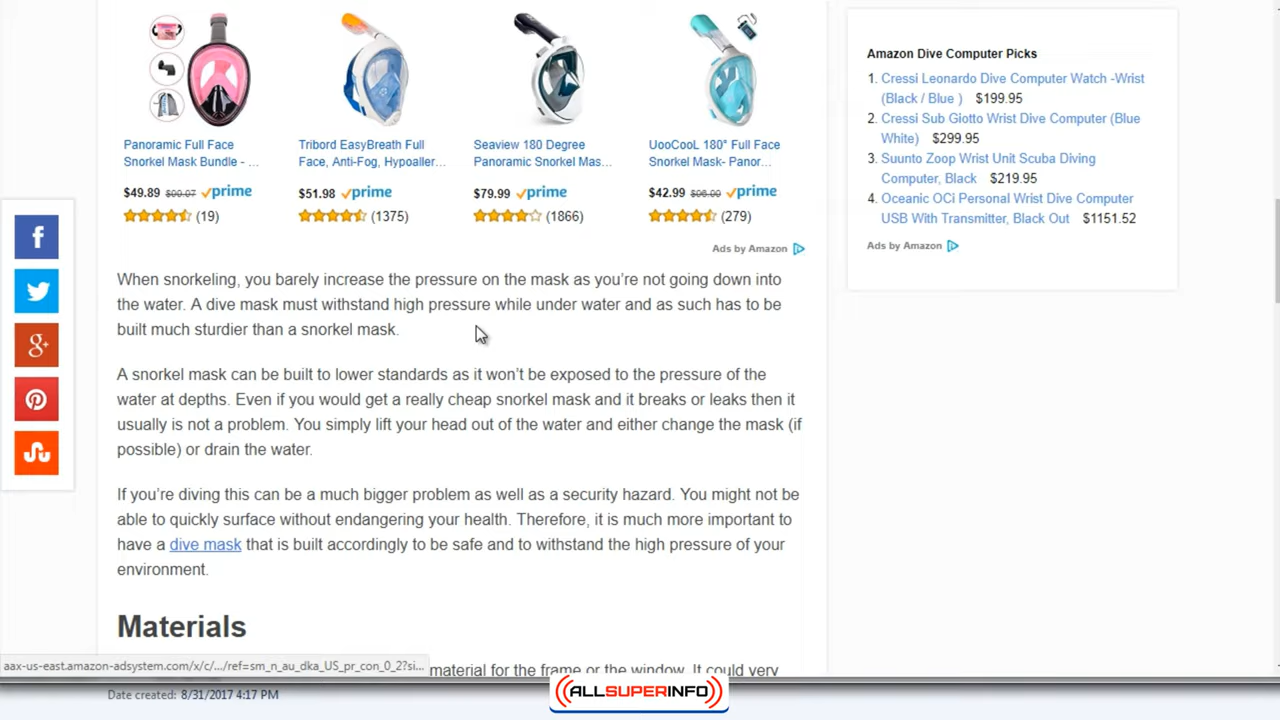 Panoramic Full Face
Snorkel Mask Bundle - ...
$49.89 prime
(19)
Tribord EasyBreath Full
Face, Anti-Fog, Hypoaller...
$51.98 prime
(1375)
Seaview 180 Degree
Panoramic Snorkel Mas...
$79.99 prime
(1866)
UooCooL 180° Full Face
Snorkel Mask- Panor...
$42.99 prime
(279)
Ads by Amazon
When snorkeling, you barely increase the pressure on the mask as you’re not going down into
the water. A dive mask must withstand high pressure while under water and as such has to be
built much sturdier than a snorkel mask.
A snorkel mask can be built to lower standards as it won’t be exposed to the pressure of the
water at depths. Even if you would get a really cheap snorkel mask and it breaks or leaks then it
usually is not a problem. You simply lift your head out of the water and either change the mask (if
possible) or drain the water.
If you’re diving this can be a much bigger problem as well as a security hazard. You might not be
able to quickly surface without endangering your health. Therefore, it is much more important to
have a dive mask that is built accordingly to be safe and to withstand the high pressure of your
environment.
Materials
material for the frame or the window. It could very
Amazon Dive Computer Picks
1. Cressi Leonardo Dive Computer Watch -Wrist
(Black / Blue ) $199.95
2. Cressi Sub Giotto Wrist Dive Computer (Blue
White) $299.95
3. Suunto Zoop Wrist Unit Scuba Diving
Computer, Black $219.95
4. Oceanic OCi Personal Wrist Dive Computer
USB With Transmitter, Black Out $1151.52
Ads by Amazon
f
g+
aax-us-east.amazon-adsystem.com/x/c/.../ref=sm_n_au_dka_US_pr_con_0_2?si...
Date created: 8/31/2017 4:17 PM
ALLSUPERINFO